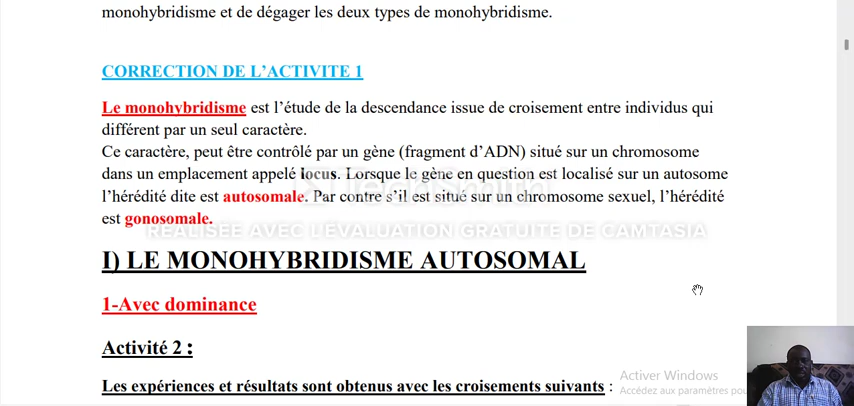 monohybridisme et de dégager les deux types de monohybridisme.
CORRECTION DE L'ACTIVITE 1
Le monohybridisme est l'étude de la descendance issue de croisement entre individus qui
différent par un seul caractère.
Ce caractère, peut être contrôlé par un gène (fragment d'ADN) situé sur un chromosome
dans un emplacement appelé locus. Lorsque le gène en question est localisé sur un autosome
l'hérédité dite est autosomale. Par contre s'il est situé sur un chromosome sexuel, l'hérédité
est gonosomale.
TechSmith
RÉALISÉE AVEC L'ÉVALUATION GRATUITE DE CAMTASIA
I) LE MONOHYBRIDISME AUTOSOMAL
1-Avec dominance
Activité 2 :
Les expériences et résultats sont obtenus avec les croisements suivants :
Activer Windows
Accédez aux paramètres